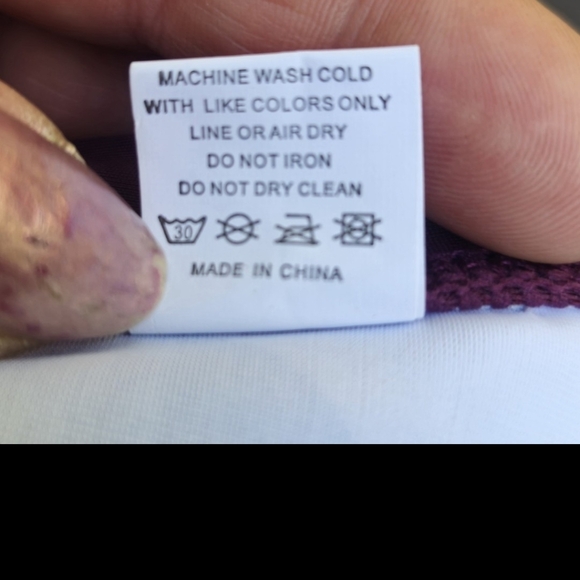 MACHINE WASH COLD
WITH LIKE COLORS ONLY
LINE OR AIR DRY
DO NOT IRON
DO NOT DRY CLEAN
30
MADE IN CHINA